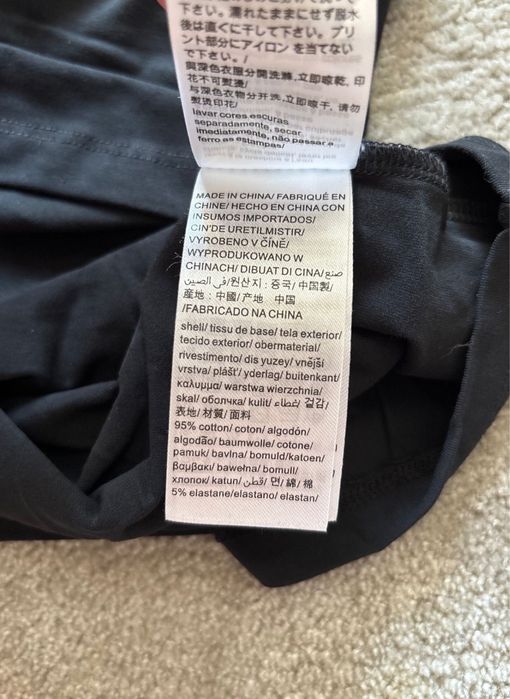 下さい。濡れたままにせず脱水
後は直ぐに干して下さい。プリ
ント部分にアイロンを当てない
で下さい。/
與深色衣服分開洗滌,立即晾乾, 印
花不可熨燙/
与深色衣物分开洗,立即晾干, 请勿
熨烫印花/
lavar cores escuras
separadamente, secar
imediatamente, não passar a
ferro as estampas/
MADE IN CHINA/ FABRIQUÉ EN
CHINE/ HECHO EN CHINA CON
INSUMOS IMPORTADOS/
ÇIN'DE URETILMISTIR/
VYROBENO V ČÍNĚ/
WYPRODUKOWANO W
CHINACH/ DIBUAT DI CINA/ صنع
في الصين/ 원산지 : 중국/ 中国製/
産地 : 中國/ 产地 中国
/FABRICADO NA CHINA
shell/ tissu de base/ tela exterior/
tecido exterior/ obermaterial/
rivestimento/ dis yuzey/ vnější
vrstva/ plášť/ yderlag/ buitenkant/
καλυμμα/ warstwa wierzchnia/
skal/ оболчка/ kulit/ غطاء/ 겉감/
表地/ 材質/ 面料
95% cotton/ coton/ algodón/
algodão/ baumwolle/ cotone/
pamuk/ bavlna/ bomuld/katoen/
βαμβακι/ bawełna/ bomull/
хлопок/ katun/ قطن/ 면/ 綿/ 棉
5% elastane/elastano/ elastan/